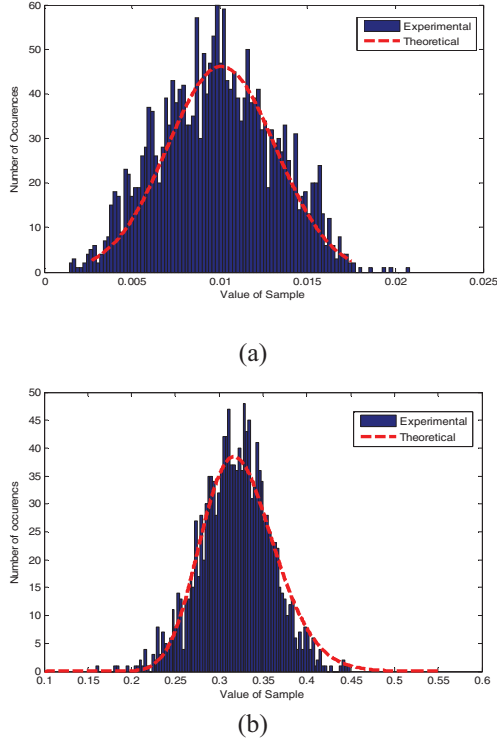 60
50
40
30
20
10
0
Number of Occurences
Experimental
Theoretical
0 0.005 0.01 0.015 0.02 0.025
Value of Sample
(a)
50
45
40
35
30
25
20
15
10
5
0
Number of occurencs
Experimental
Theoretical
0.1 0.15 0.2 0.25 0.3 0.35 0.4 0.45 0.5 0.55 0.6
Value of Sample
(b)